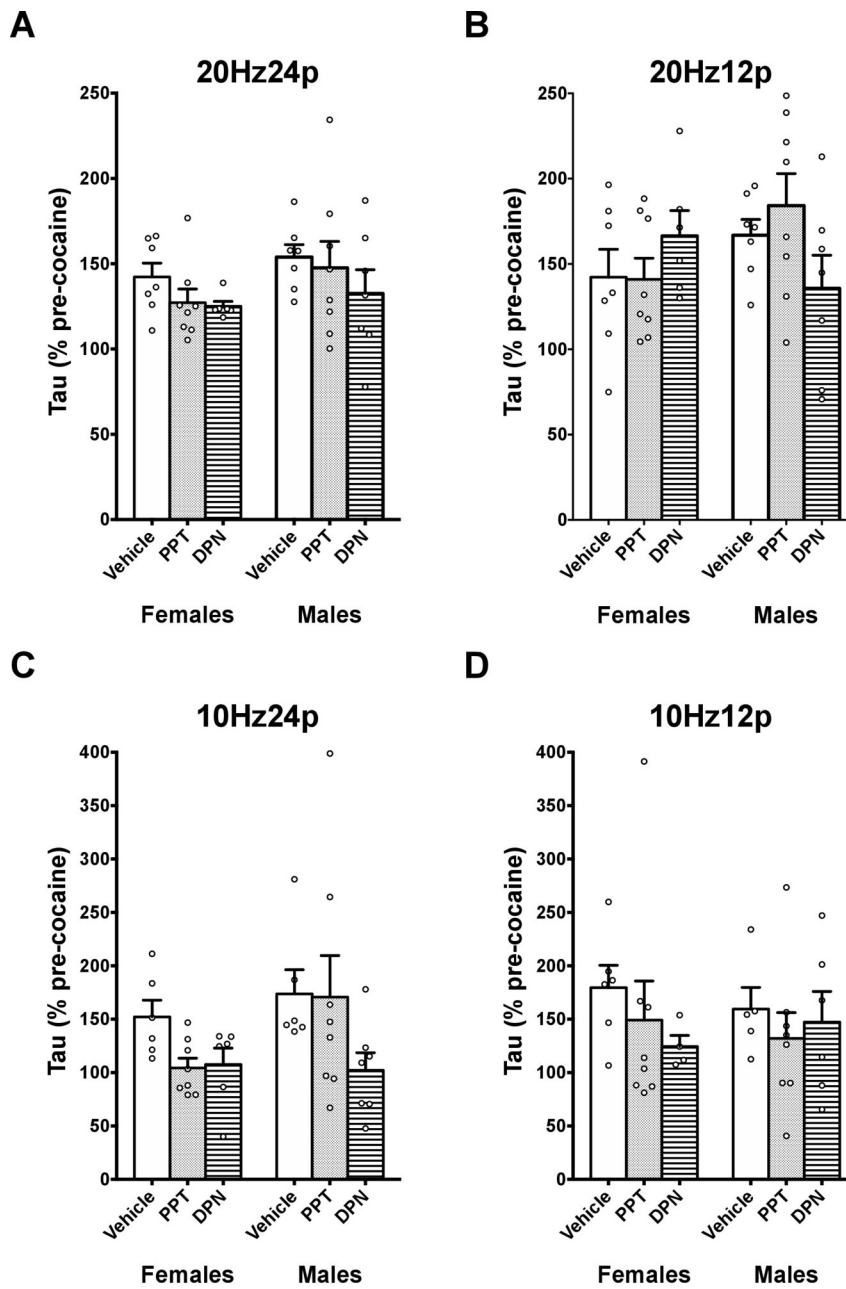 A
20Hz24p
Tau (% pre-cocaine)
250
200
150
100
50
0
Vehicle
PPT
DPN
Vehicle
PPT
DPN
Females
Males
B
20Hz12p
Tau (% pre-cocaine)
250
200
150
100
50
0
Vehicle
PPT
DPN
Vehicle
PPT
DPN
Females
Males
C
10Hz24p
Tau (% pre-cocaine)
400
350
300
250
200
150
100
50
0
Vehicle
PPT
DPN
Vehicle
PPT
DPN
Females
Males
D
10Hz12p
Tau (% pre-cocaine)
400
350
300
250
200
150
100
50
0
Vehicle
PPT
DPN
Vehicle
PPT
DPN
Females
Males